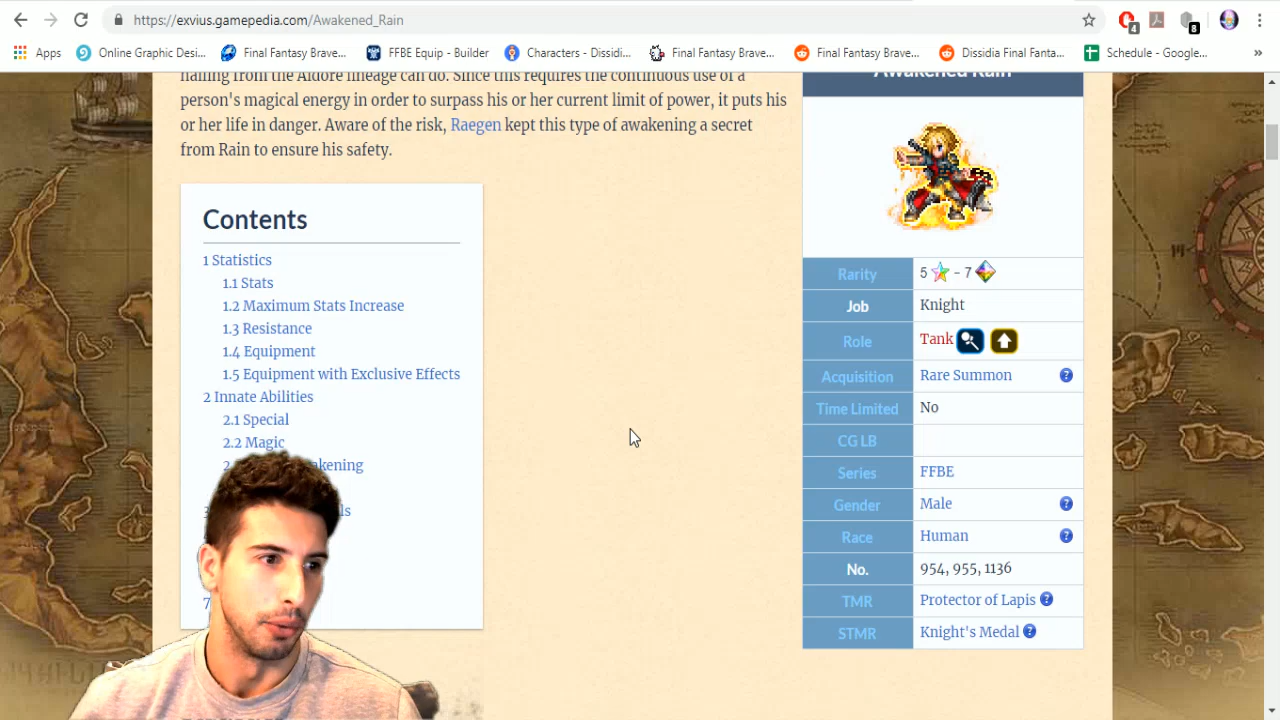 https://exvius.gamepedia.com/Awakened_Rain
4
8
Apps
Online Graphic Desi...
Final Fantasy Brave...
FFBE Equip - Builder
Characters - Dissidi...
Final Fantasy Brave...
Final Fantasy Brave...
Dissidia Final Fanta...
Schedule - Google...
»
hailing from the Aldore lineage can do. Since this requires the continuous use of a
person's magical energy in order to surpass his or her current limit of power, it puts his
or her life in danger. Aware of the risk, Raegen kept this type of awakening a secret
from Rain to ensure his safety.
Contents
1 Statistics
1.1 Stats
1.2 Maximum Stats Increase
1.3 Resistance
1.4 Equipment
1.5 Equipment with Exclusive Effects
2 Innate Abilities
2.1 Special
2.2 Magic
7
Awakened Rain
Rarity 5 - 7
Job Knight
Role Tank
Acquisition Rare Summon ?
Time Limited No
CG LB
Series FFBE
Gender Male ?
Race Human ?
No. 954, 955, 1136
TMR Protector of Lapis ?
STMR Knight's Medal ?